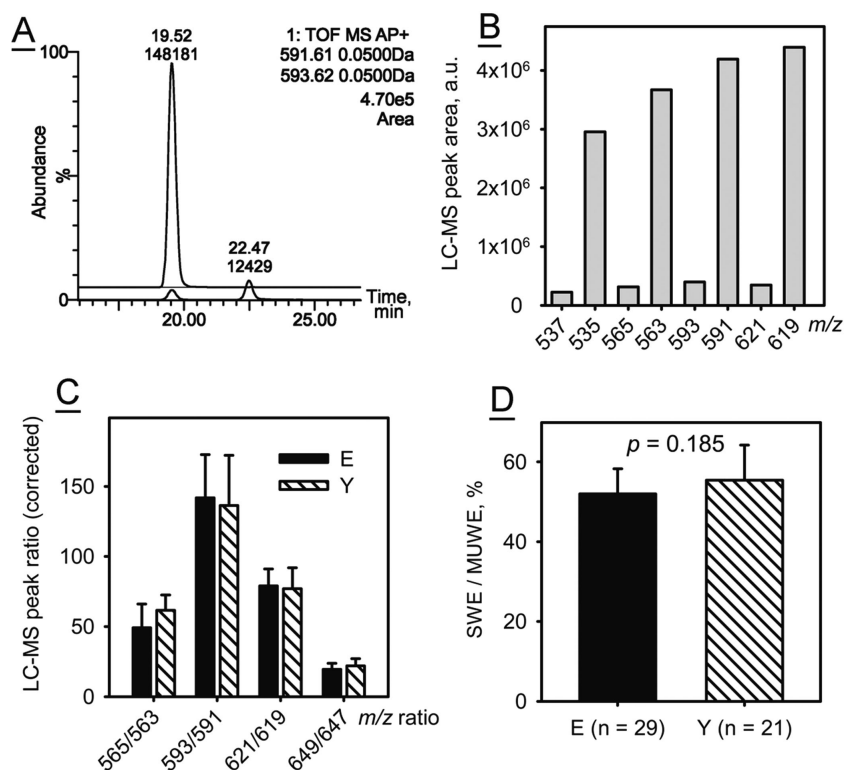 A
19.52
148181
1: TOF MS AP+
591.61 0.0500Da
593.62 0.0500Da
4.70e5
Area
100
Abundance
%
22.47
12429
0
Time,
min
20.00
25.00
B
LC-MS peak area, a.u.
4x10⁶
3x10⁶
2x10⁶
1x10⁶
0
537
535
565
563
593
591
621
619
m/z
C
LC-MS peak ratio (corrected)
150
100
50
0
E
Y
565/563
593/591
621/619
649/647
m/z ratio
D
p = 0.185
SWE / MUWE, %
60
40
20
0
E (n = 29)
Y (n = 21)